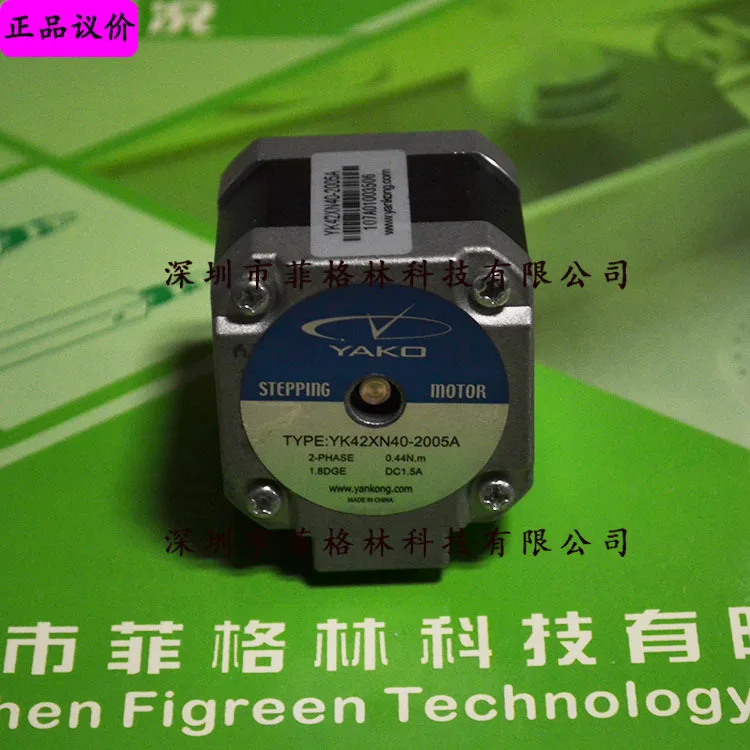 正品议价
况
YK42XN40-2005A
107A01003506
www.yankong.com
深圳市菲格林科技有限公司
YAKO
STEPPING MOTOR
TYPE:YK42XN40-2005A
2-PHASE 0.44N.m
1.8DGE DC1.5A
www.yankong.com
MADE IN CHINA
深圳市菲格林科技有限公司
市菲格林科技有限
hen Figreen Technology